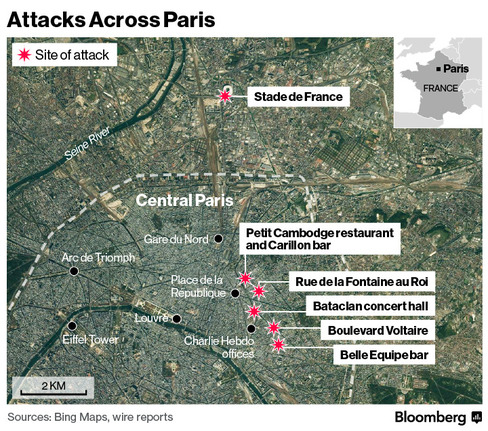 Attacks Across Paris
Site of attack
Paris
FRANCE
Stade de France
Seine River
Central Paris
Petit Cambodge restaurant
and Carillon bar
Gare du Nord
Arc de Triomph
Rue de la Fontaine au Roi
Place de la
République
Bataclan concert hall
Louvre
Boulevard Voltaire
Eiffel Tower
Charlie Hebdo
offices
Belle Equipe bar
2 KM
Sources: Bing Maps, wire reports
Bloomberg